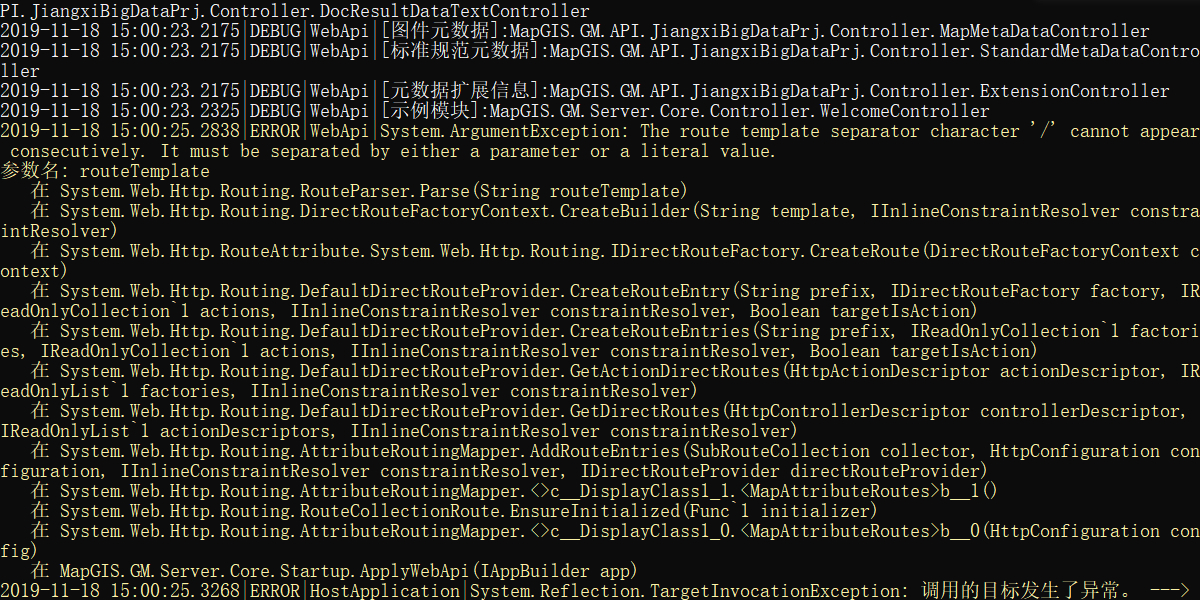 PI.JiangxiBigDataPrj.Controller.DocResultDataTextController
2019-11-18 15:00:23.2175|DEBUG|WebApi|[图件元数据]:MapGIS.GM.API.JiangxiBigDataPrj.Controller.MapMetaDataController
2019-11-18 15:00:23.2175|DEBUG|WebApi|[标准规范元数据]:MapGIS.GM.API.JiangxiBigDataPrj.Controller.StandardMetaDataContro
ller
2019-11-18 15:00:23.2175|DEBUG|WebApi|[元数据扩展信息]:MapGIS.GM.API.JiangxiBigDataPrj.Controller.ExtensionController
2019-11-18 15:00:23.2325|DEBUG|WebApi|[示例模块]:MapGIS.GM.Server.Core.Controller.WelcomeController
2019-11-18 15:00:25.2838|ERROR|WebApi|System.ArgumentException: The route template separator character '/' cannot appear
 consecutively. It must be separated by either a parameter or a literal value.
参数名: routeTemplate
   在 System.Web.Http.Routing.RouteParser.Parse(String routeTemplate)
   在 System.Web.Http.Routing.DirectRouteFactoryContext.CreateBuilder(String template, IInlineConstraintResolver constra
intResolver)
   在 System.Web.Http.RouteAttribute.System.Web.Http.Routing.IDirectRouteFactory.CreateRoute(DirectRouteFactoryContext c
ontext)
   在 System.Web.Http.Routing.DefaultDirectRouteProvider.CreateRouteEntry(String prefix, IDirectRouteFactory factory, IR
eadOnlyCollection`1 actions, IInlineConstraintResolver constraintResolver, Boolean targetIsAction)
   在 System.Web.Http.Routing.DefaultDirectRouteProvider.CreateRouteEntries(String prefix, IReadOnlyCollection`1 factori
es, IReadOnlyCollection`1 actions, IInlineConstraintResolver constraintResolver, Boolean targetIsAction)
   在 System.Web.Http.Routing.DefaultDirectRouteProvider.GetActionDirectRoutes(HttpActionDescriptor actionDescriptor, IR
eadOnlyList`1 factories, IInlineConstraintResolver constraintResolver)
   在 System.Web.Http.Routing.DefaultDirectRouteProvider.GetDirectRoutes(HttpControllerDescriptor controllerDescriptor, 
IReadOnlyList`1 actionDescriptors, IInlineConstraintResolver constraintResolver)
   在 System.Web.Http.Routing.AttributeRoutingMapper.AddRouteEntries(SubRouteCollection collector, HttpConfiguration con
figuration, IInlineConstraintResolver constraintResolver, IDirectRouteProvider directRouteProvider)
   在 System.Web.Http.Routing.AttributeRoutingMapper.<>c__DisplayClass1_1.<MapAttributeRoutes>b__1()
   在 System.Web.Http.Routing.RouteCollectionRoute.EnsureInitialized(Func`1 initializer)
   在 System.Web.Http.Routing.AttributeRoutingMapper.<>c__DisplayClass1_0.<MapAttributeRoutes>b__0(HttpConfiguration con
fig)
   在 MapGIS.GM.Server.Core.Startup.ApplyWebApi(IAppBuilder app)
2019-11-18 15:00:25.3268|ERROR|HostApplication|System.Reflection.TargetInvocationException: 调用的目标发生了异常。 --->